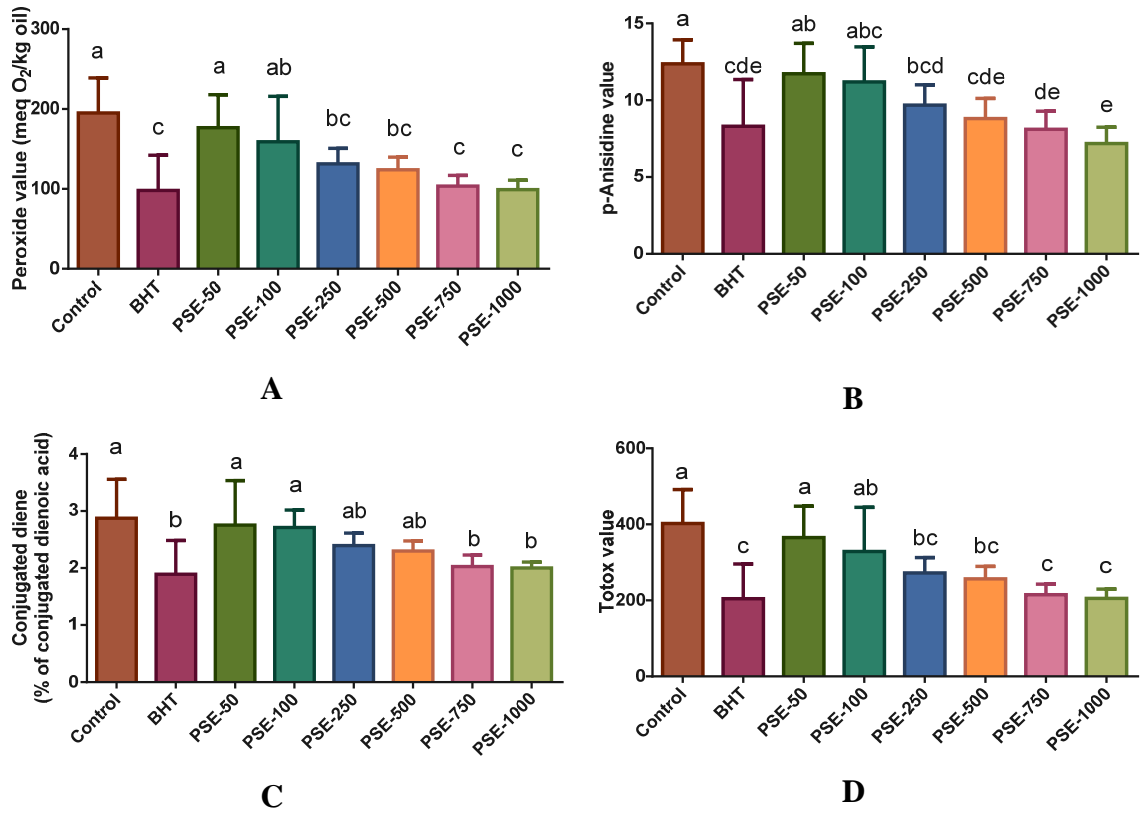 Peroxide value (meq O2/kg oil)
300
200
100
0
a
c
a
ab
bc
bc
c
c
Control
BHT
PSE-50
PSE-100
PSE-250
PSE-500
PSE-750
PSE-1000
A
p-Anisidine value
15
10
5
0
a
cde
ab
abc
bcd
cde
de
e
Control
BHT
PSE-50
PSE-100
PSE-250
PSE-500
PSE-750
PSE-1000
B
Conjugated diene
(% of conjugated dienoic acid)
4
3
2
1
0
a
b
a
a
ab
ab
b
b
Control
BHT
PSE-50
PSE-100
PSE-250
PSE-500
PSE-750
PSE-1000
C
Totox value
600
400
200
0
a
c
a
ab
bc
bc
c
c
Control
BHT
PSE-50
PSE-100
PSE-250
PSE-500
PSE-750
PSE-1000
D